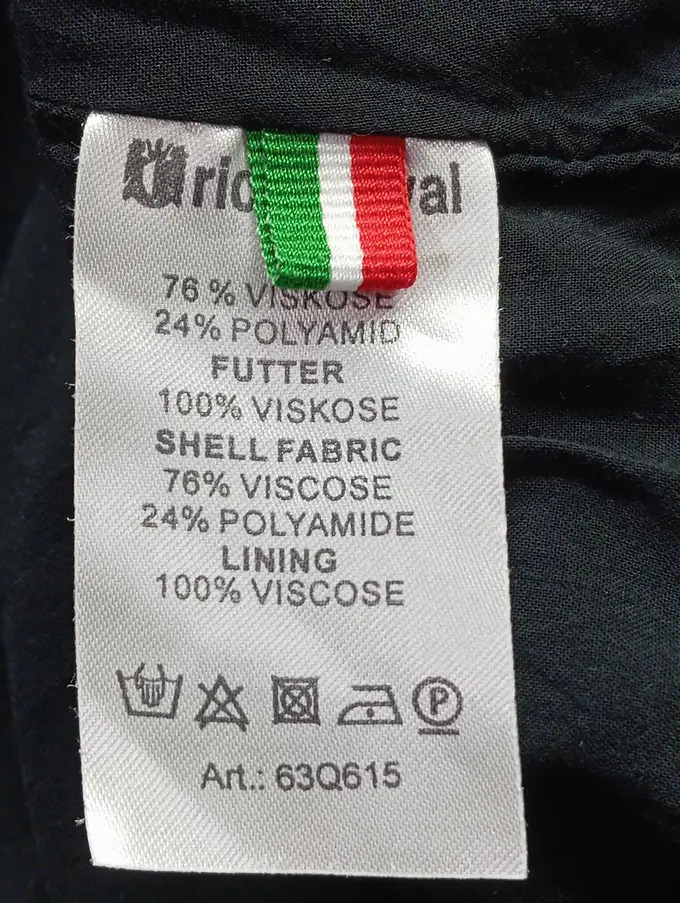 76 % VISKOSE
24% POLYAMID
FUTTER
100% VISKOSE
SHELL FABRIC
76% VISCOSE
24% POLYAMIDE
LINING
100% VISCOSE
P
Art.: 63Q615